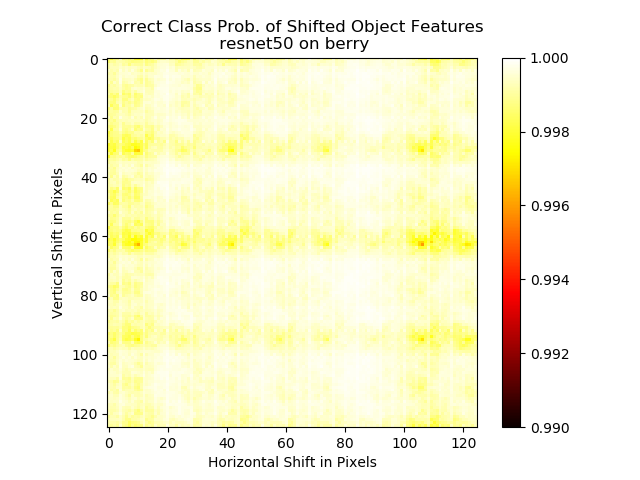 Correct Class Prob. of Shifted Object Features
resnet50 on berry
0
20
40
60
80
100
120
Vertical Shift in Pixels
0 20 40 60 80 100 120
Horizontal Shift in Pixels
1.000
0.998
0.996
0.994
0.992
0.990